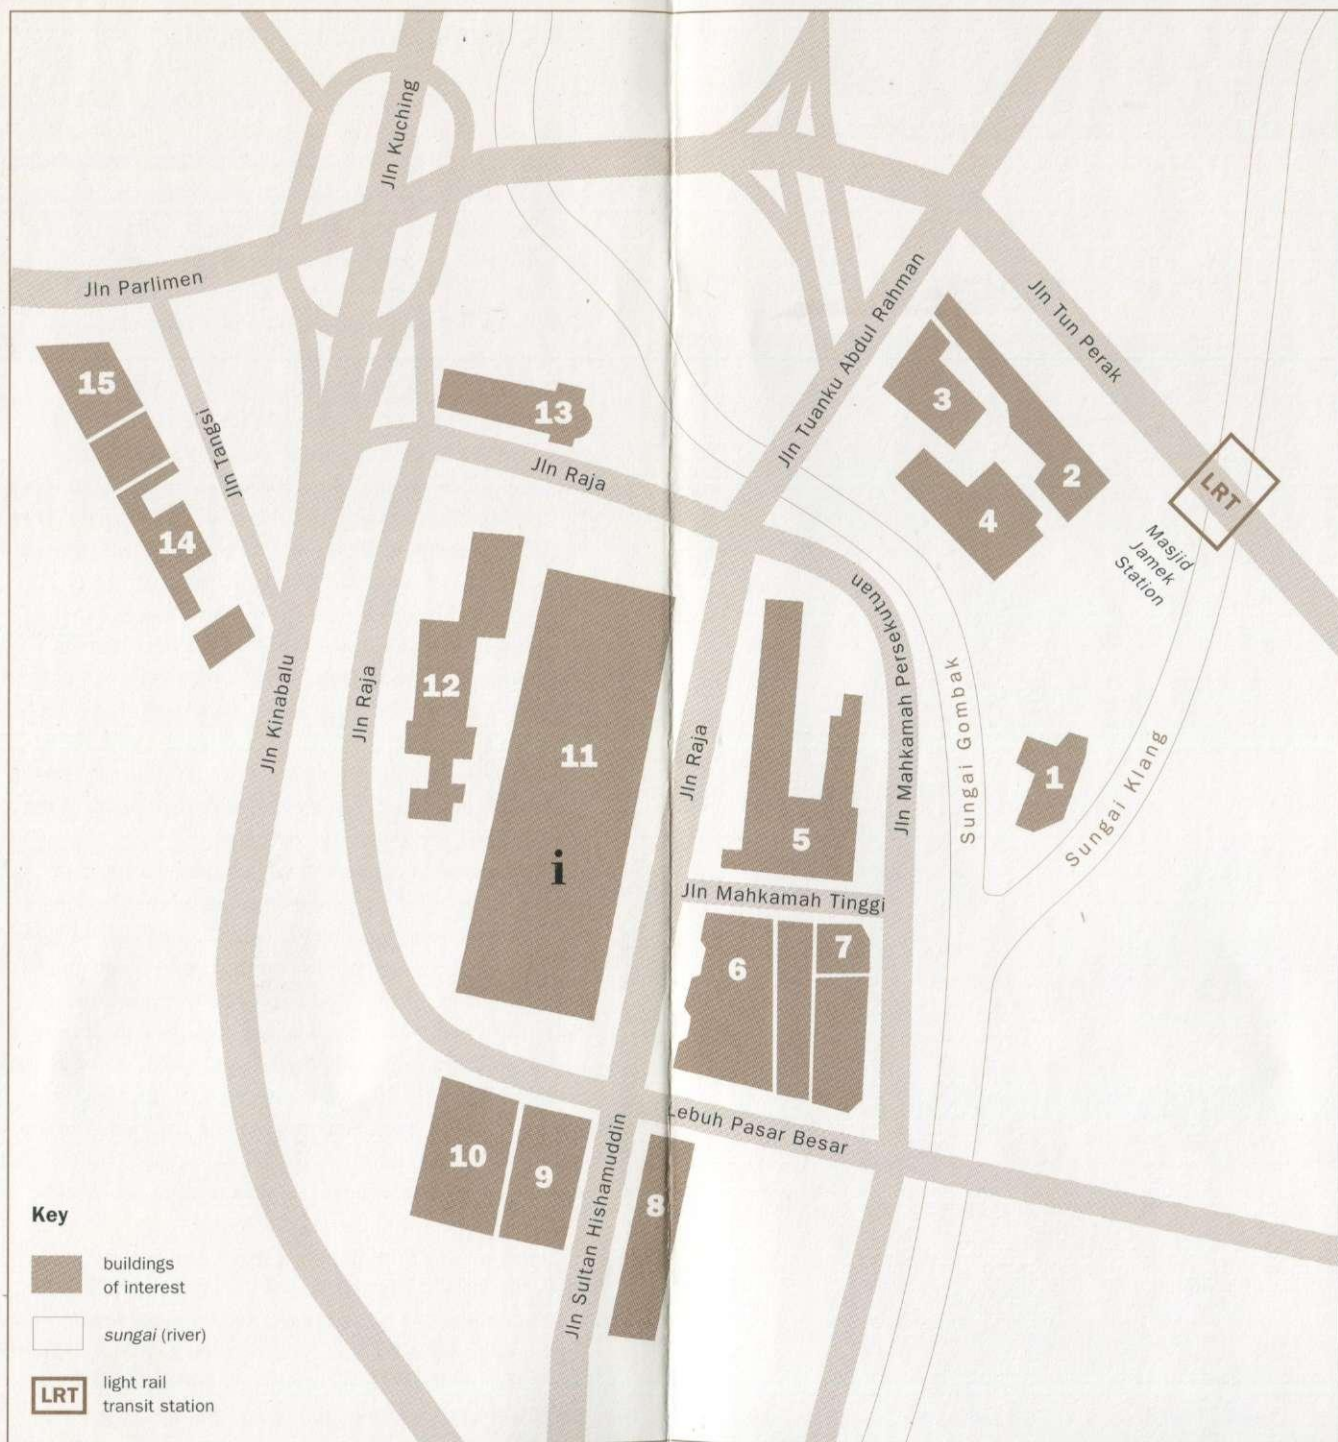 Jln Kuching
Jln Parlimen
Jln Tuanku Abdul Rahman
Jln Tun Perak
15
3
13
Jln Tangsi
Jln Raja
2
LRT
4
14
Masjid
Jamek
Station
Jln Mahkamah Persekutuan
12
Jln Kinabalu
Jln Raja
11
Jln Raja
Sungai Gombak
1
Sungai Klang
5
i
Jln Mahkamah Tinggi
6
7
Lebuh Pasar Besar
10
9
Jln Sultan Hishamuddin
8
Key
buildings
of interest
sungai (river)
LRT
light rail
transit station